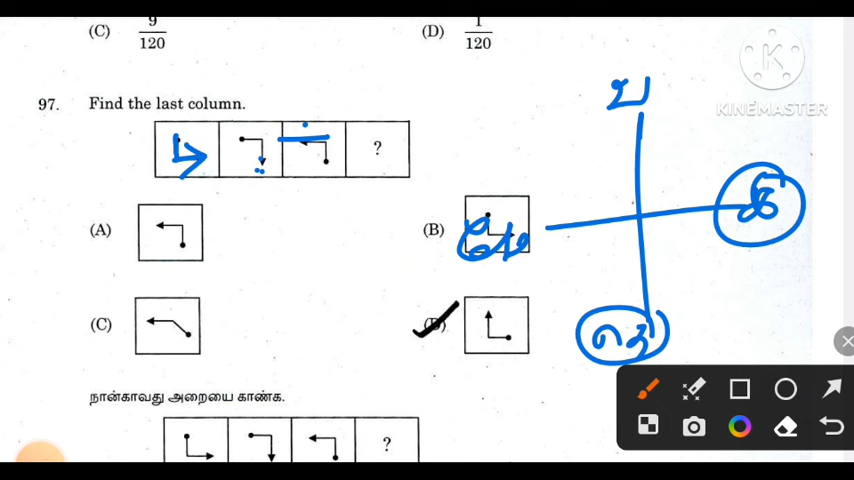 (C) 9/120 (D) 1/120
97. Find the last column.
?
(A) (B)
(C) (D)
நான்காவது அறையை காண்க.
?
வ
கி
தெ
மே
K
KINEMASTER